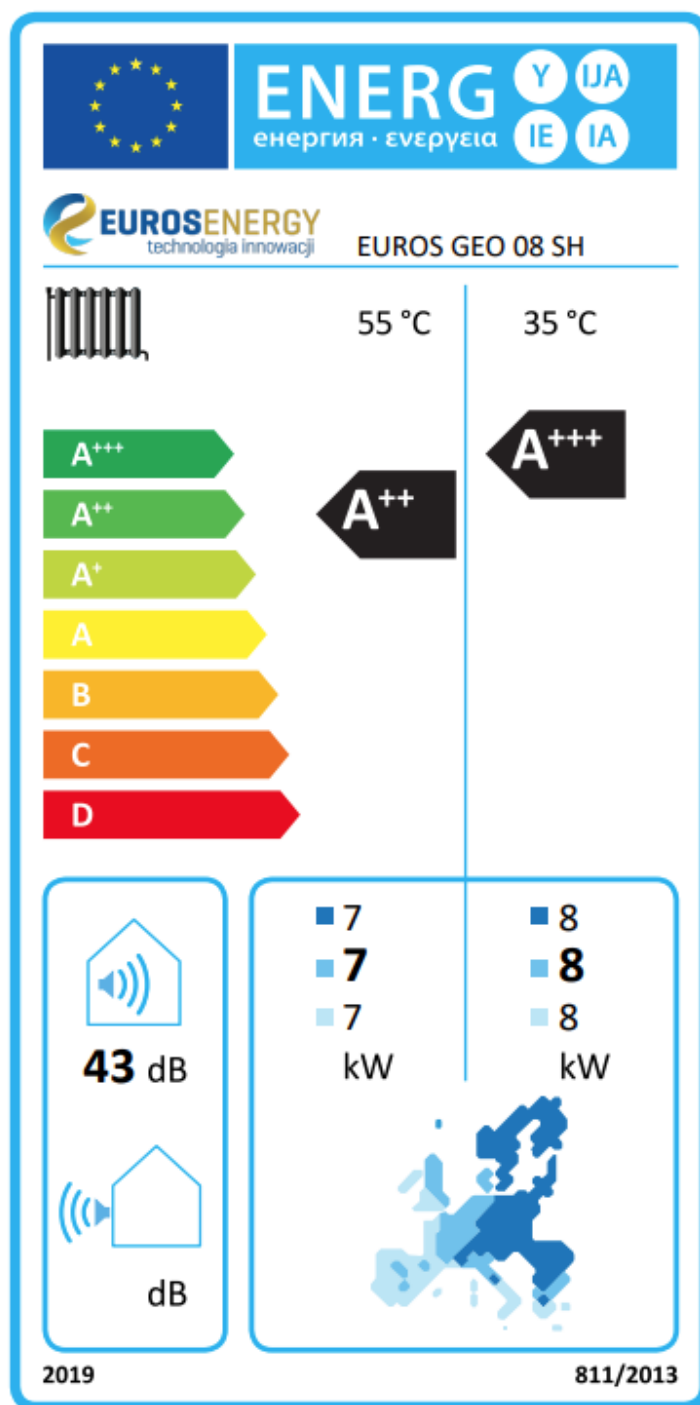 ENERG Y IJA
енергия · ενεργεια IE IA
EUROSENERGY
technologia innowacji EUROS GEO 08 SH
55 °C 35 °C
A+++ A+++
A++ A++
A+
A
B
C
D
7 8
7 8
7 8
kW kW
43 dB
dB
2019 811/2013